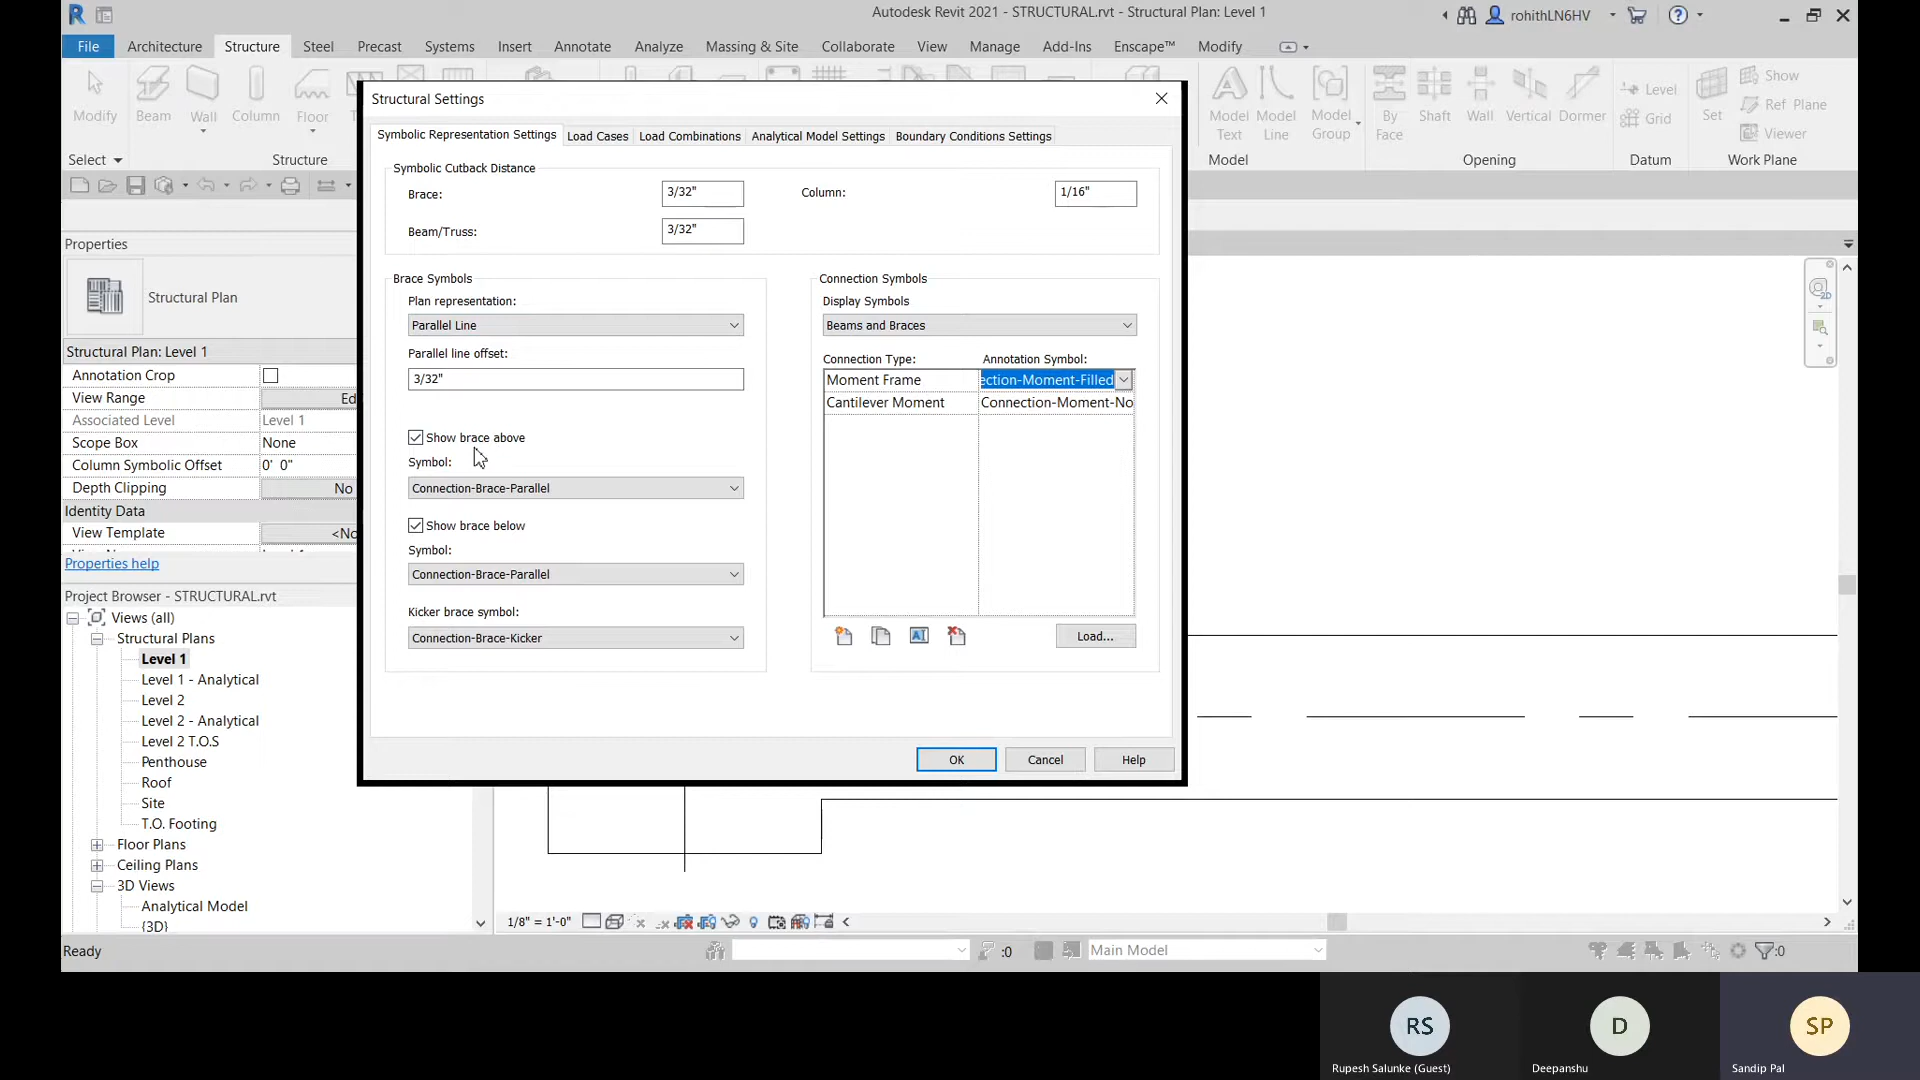 Autodesk Revit 2021 - STRUCTURAL.rvt - Structural Plan: Level 1
rohithLN6HV
File Architecture Structure Steel Precast Systems Insert Annotate Analyze Massing & Site Collaborate View Manage Add-Ins Enscape™ Modify
Modify Beam Wall Column Floor
Model Text Model Line Model Group By Face Shaft Wall Vertical Dormer Level Grid Set Show Ref Plane Viewer
Select Structure Model Opening Datum Work Plane
Structural Settings
Symbolic Representation Settings Load Cases Load Combinations Analytical Model Settings Boundary Conditions Settings
Symbolic Cutback Distance
Brace: 3/32" Column: 1/16"
Beam/Truss: 3/32"
Brace Symbols
Plan representation:
Parallel Line
Parallel line offset:
3/32"
Show brace above
Symbol:
Connection-Brace-Parallel
Show brace below
Symbol:
Connection-Brace-Parallel
Kicker brace symbol:
Connection-Brace-Kicker
Connection Symbols
Display Symbols
Beams and Braces
Connection Type: Annotation Symbol:
Moment Frame ection-Moment-Filled
Cantilever Moment Connection-Moment-No
Load...
OK Cancel Help
Properties
Structural Plan
Structural Plan: Level 1
Annotation Crop
View Range Ed
Associated Level Level 1
Scope Box None
Column Symbolic Offset 0' 0"
Depth Clipping No
Identity Data
View Template <No
Properties help
Project Browser - STRUCTURAL.rvt
Views (all)
Structural Plans
Level 1
Level 1 - Analytical
Level 2
Level 2 - Analytical
Level 2 T.O.S
Penthouse
Roof
Site
T.O. Footing
Floor Plans
Ceiling Plans
3D Views
Analytical Model
{3D}
1/8" = 1'-0"
Ready
:0
Main Model
:0
RS
Rupesh Salunke (Guest)
D
Deepanshu
SP
Sandip Pal